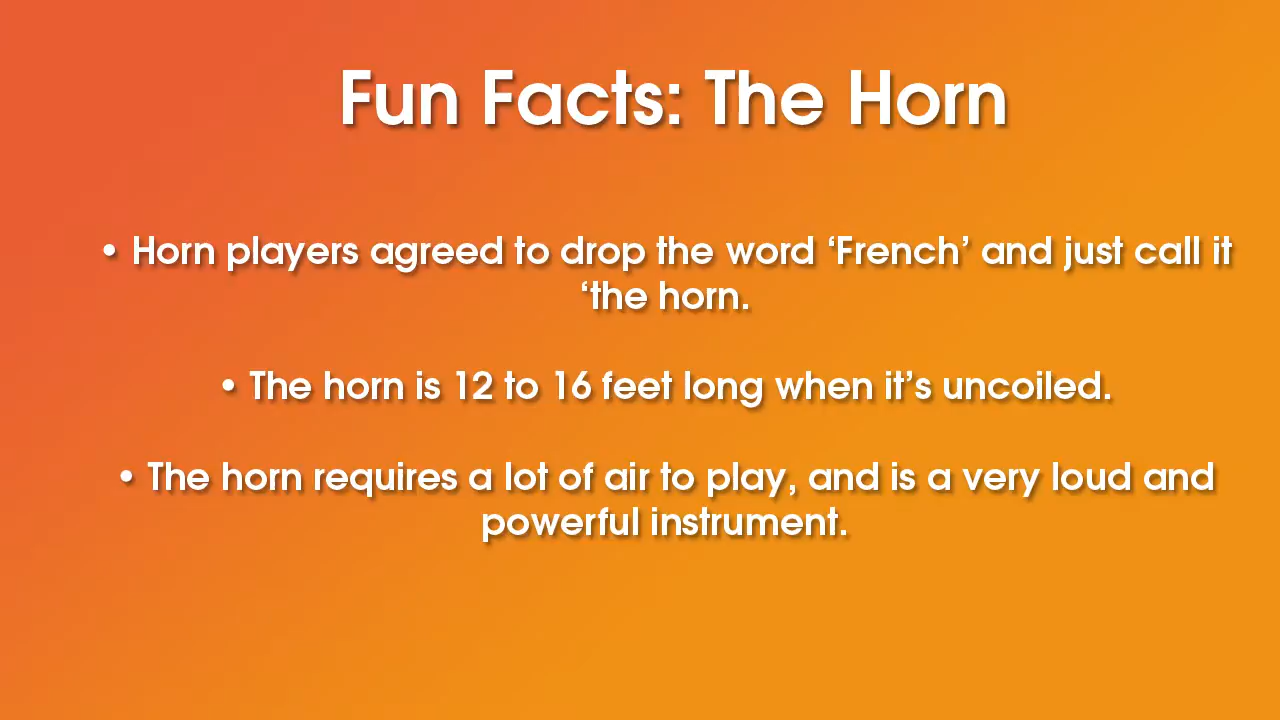 Fun Facts: The Horn
• Horn players agreed to drop the word ‘French’ and just call it
‘the horn.
• The horn is 12 to 16 feet long when it’s uncoiled.
• The horn requires a lot of air to play, and is a very loud and
powerful instrument.